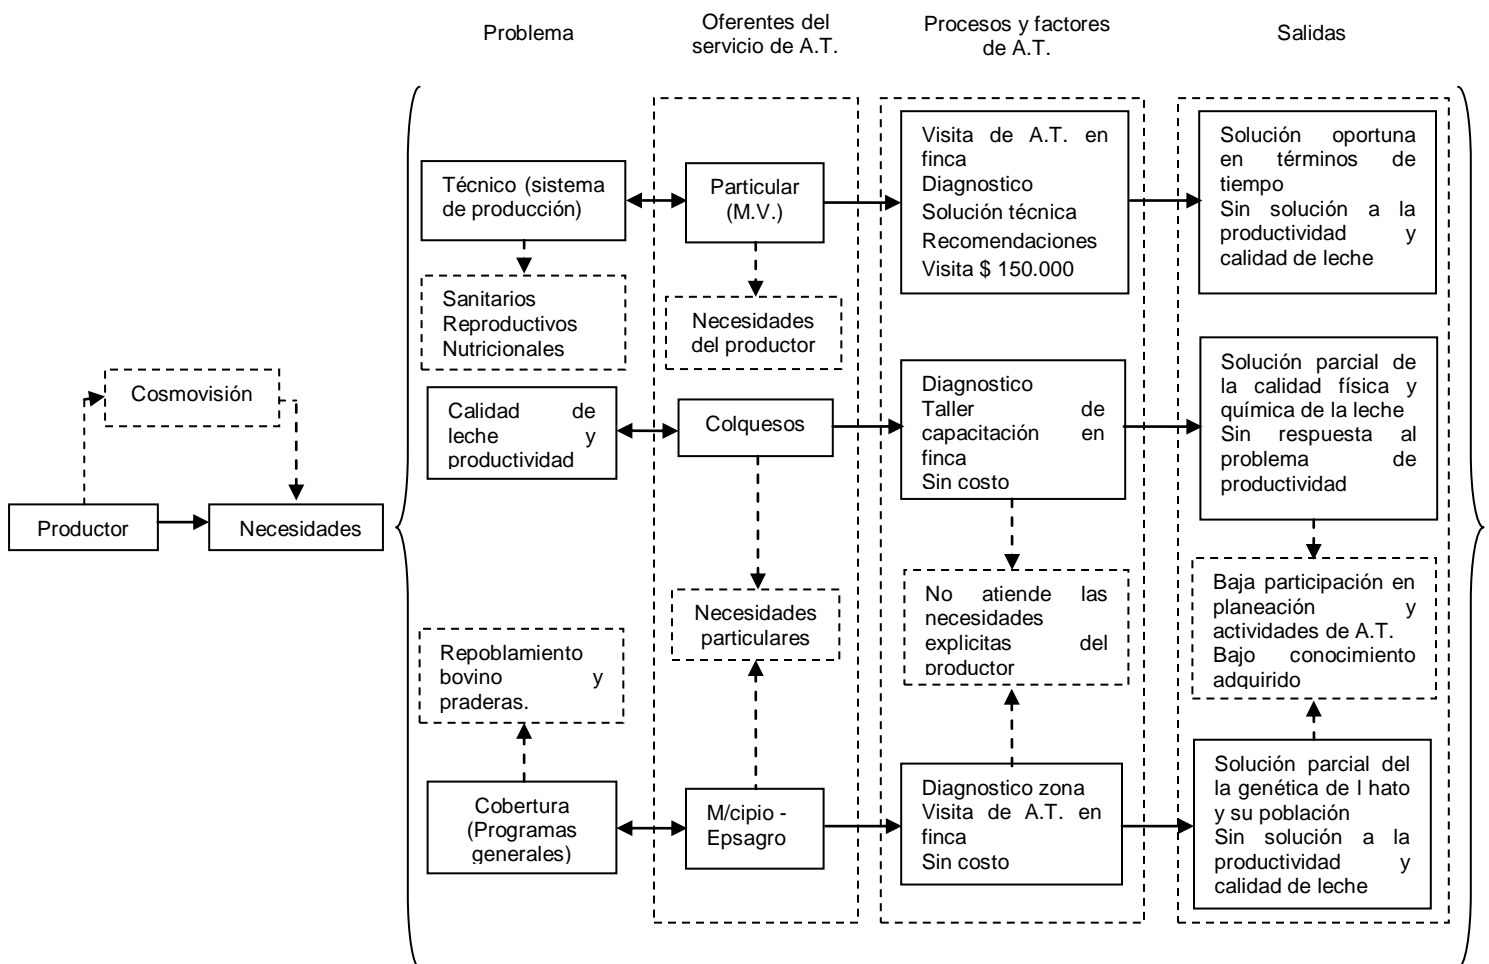 Problema
Oferentes del
servicio de A.T.
Procesos y factores
de A.T.
Salidas
Productor
Cosmovisión
Necesidades
Técnico (sistema
de producción)
Sanitarios
Reproductivos
Nutricionales
Particular
(M.V.)
Necesidades
del productor
Visita de A.T. en
finca
Diagnostico
Solución técnica
Recomendaciones
Visita $ 150.000
Solución oportuna
en términos de
tiempo
Sin solución a la
productividad y
calidad de leche
Calidad de
leche y
productividad
Colquesos
Diagnostico
Taller de
capacitación en
finca
Sin costo
Solución parcial de
la calidad física y
química de la leche
Sin respuesta al
problema de
productividad
Necesidades
particulares
No atiende las
necesidades
explicitas del
productor
Baja participación en
planeación y
actividades de A.T.
Bajo conocimiento
adquirido
Repoblamiento
bovino y
praderas.
Cobertura
(Programas
generales)
M/cipio -
Epsagro
Diagnostico zona
Visita de A.T. en
finca
Sin costo
Solución parcial del
la genética de l hato
y su población
Sin solución a la
productividad y
calidad de leche